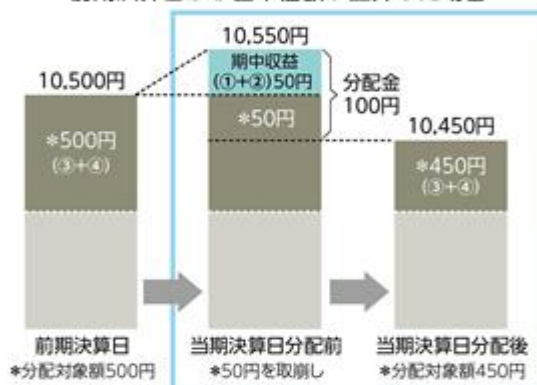 10,550円
10,500円
期中収益
(①+②)50円
分配金
100円
*50円
10,450円
*500円
(③+④)
*450円
(③+④)
前期決算日
当期決算日分配前
当期決算日分配後
*分配対象額500円
*50円を取崩し
*分配対象額450円